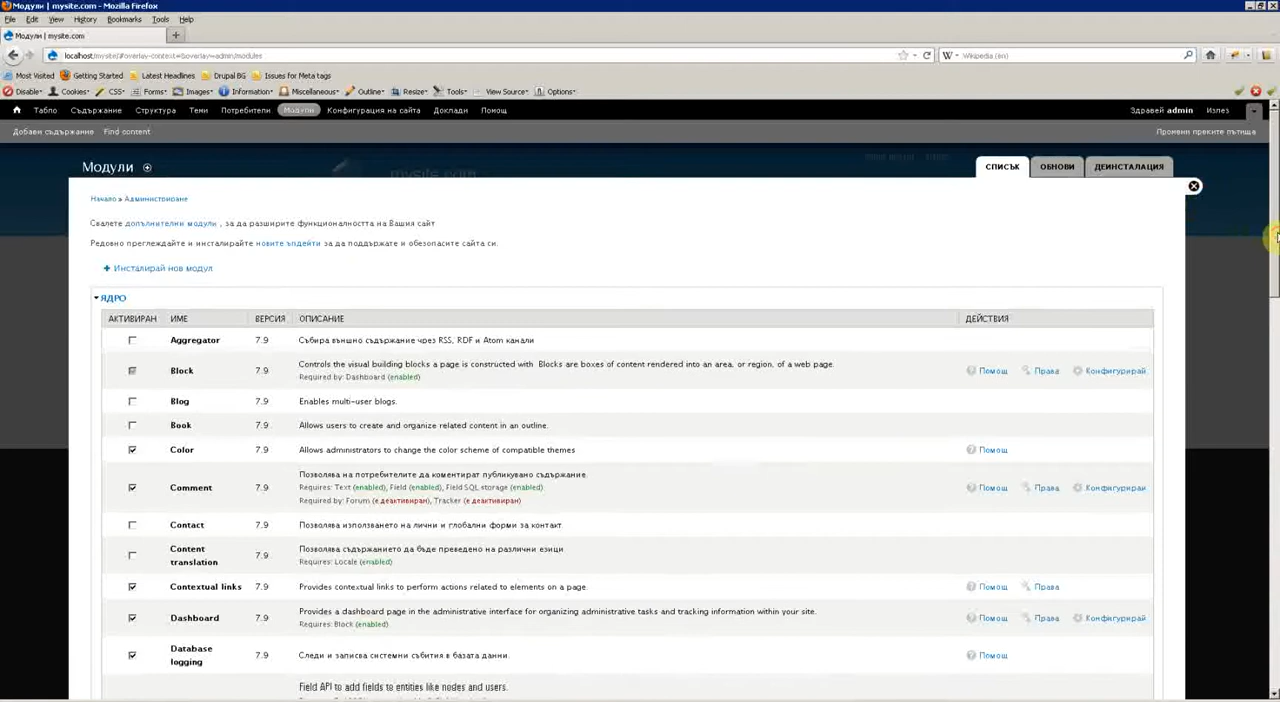 Модули | mysite.com - Mozilla Firefox
File Edit View History Bookmarks Tools Help
Модули | mysite.com
localhost/mysite/#overlay-context=&overlay=admin/modules
Wikipedia (en)
Most Visited Getting Started Latest Headlines Drupal BG Issues for Meta tags
Disable Cookies CSS Forms Images Information Miscellaneous Outline Resize Tools View Source Options
Табло Съдържание Структура Теми Потребители Модули Конфигурация на сайта Доклади Помощ Здравей admin Излез
Добави съдържание Find content Промени преките пътища
Модули
mysite.com
СПИСЪК ОБНОВИ ДЕИНСТАЛАЦИЯ
Начало » Администриране
Свалете допълнителни модули , за да разширите функционалността на Вашия сайт
Редовно преглеждайте и инсталирайте новите ъпдейти за да поддържате и обезопасите сайта си.
+ Инсталирай нов модул
ЯДРО
АКТИВИРАН ИМЕ ВЕРСИЯ ОПИСАНИЕ ДЕЙСТВИЯ
Aggregator 7.9 Събира външно съдържание чрез RSS, RDF и Atom канали
Block 7.9 Controls the visual building blocks a page is constructed with Blocks are boxes of content rendered into an area, or region, of a web page Помощ Права Конфигурирай
Required by: Dashboard (enabled)
Blog 7.9 Enables multi-user blogs.
Book 7.9 Allows users to create and organize related content in an outline.
Color 7.9 Allows administrators to change the color scheme of compatible themes Помощ
Comment 7.9 Позволява на потребителите да коментират публикувано съдържание. Помощ Права Конфигурирай
Requires: Text (enabled), Field (enabled), Field SQL storage (enabled)
Required by: Forum (е деактивиран), Tracker (е деактивиран)
Contact 7.9 Позволява използването на лични и глобални форми за контакт
Content translation 7.9 Позволява съдържанието да бъде преведено на различни езици
Requires: Locale (enabled)
Contextual links 7.9 Provides contextual links to perform actions related to elements on a page. Помощ Права
Dashboard 7.9 Provides a dashboard page in the administrative interface for organizing administrative tasks and tracking information within your site. Помощ Права Конфигурирай
Requires: Block (enabled)
Database logging 7.9 Следи и записва системни събития в базата данни. Помощ
Field API to add fields to entities like nodes and users.